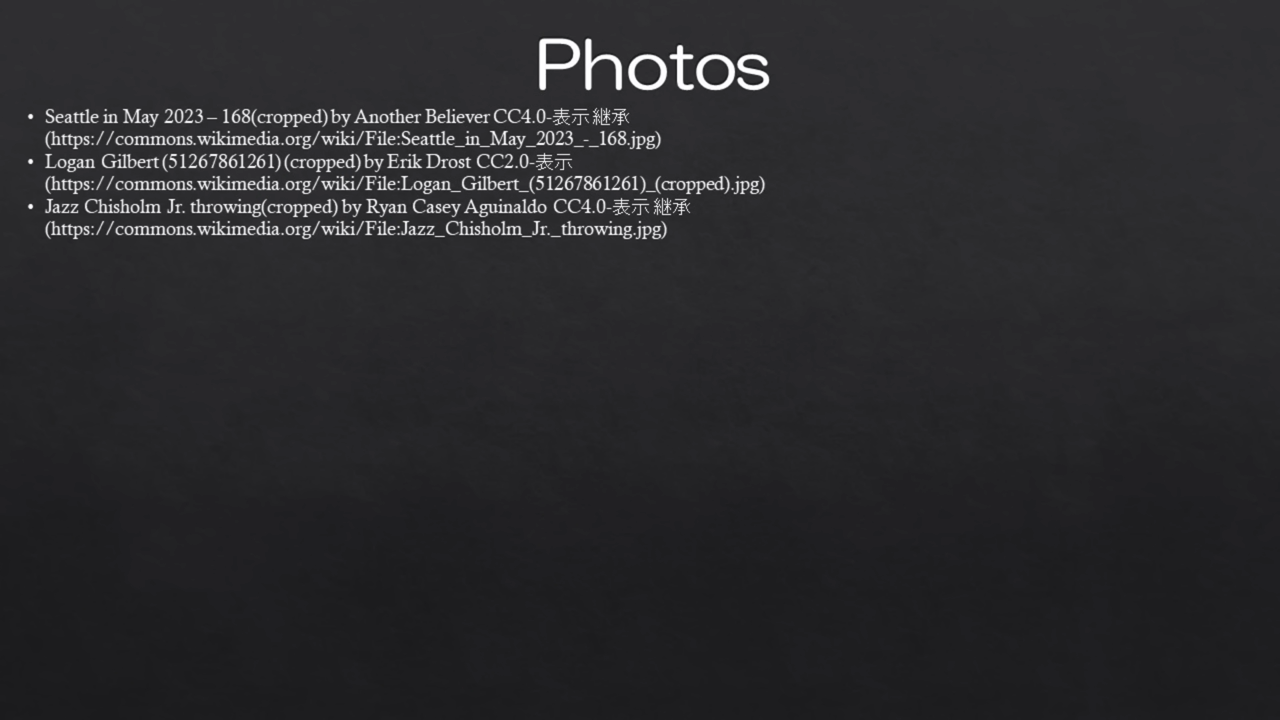 Photos
• Seattle in May 2023 – 168(cropped) by Another Believer CC4.0-表示 継承
(https://commons.wikimedia.org/wiki/File:Seattle_in_May_2023_-_168.jpg)
• Logan Gilbert (51267861261) (cropped) by Erik Drost CC2.0-表示
(https://commons.wikimedia.org/wiki/File:Logan_Gilbert_(51267861261)_(cropped).jpg)
• Jazz Chisholm Jr. throwing(cropped) by Ryan Casey Aguinaldo CC4.0-表示 継承
(https://commons.wikimedia.org/wiki/File:Jazz_Chisholm_Jr._throwing.jpg)